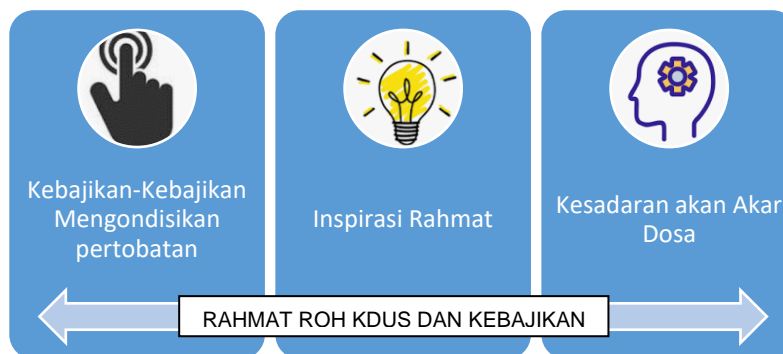 Kebajikan-Kebajikan
Mengondisikan
pertobatan
Inspirasi Rahmat
Kesadaran akan Akar
Dosa
RAHMAT ROH KDUS DAN KEBAJIKAN